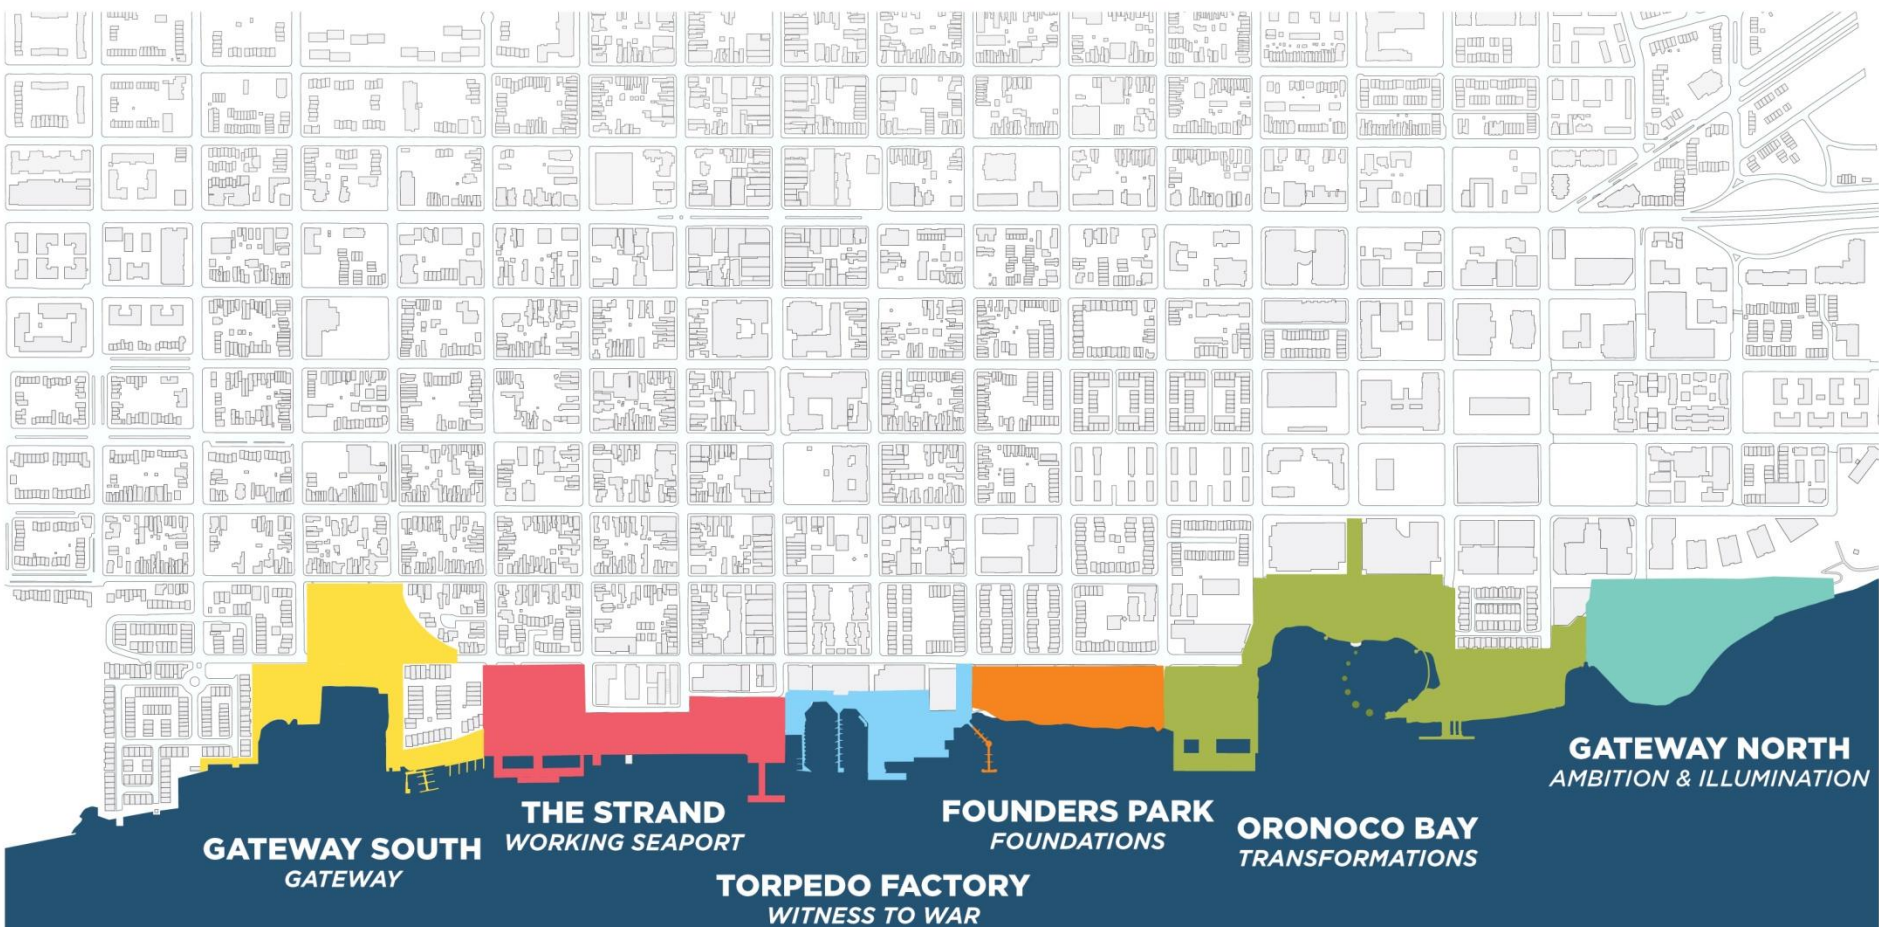 GATEWAY SOUTH
GATEWAY
THE STRAND
WORKING SEAPORT
TORPEDO FACTORY
WITNESS TO WAR
FOUNDERS PARK
FOUNDATIONS
ORONOCO BAY
TRANSFORMATIONS
GATEWAY NORTH
AMBITION & ILLUMINATION